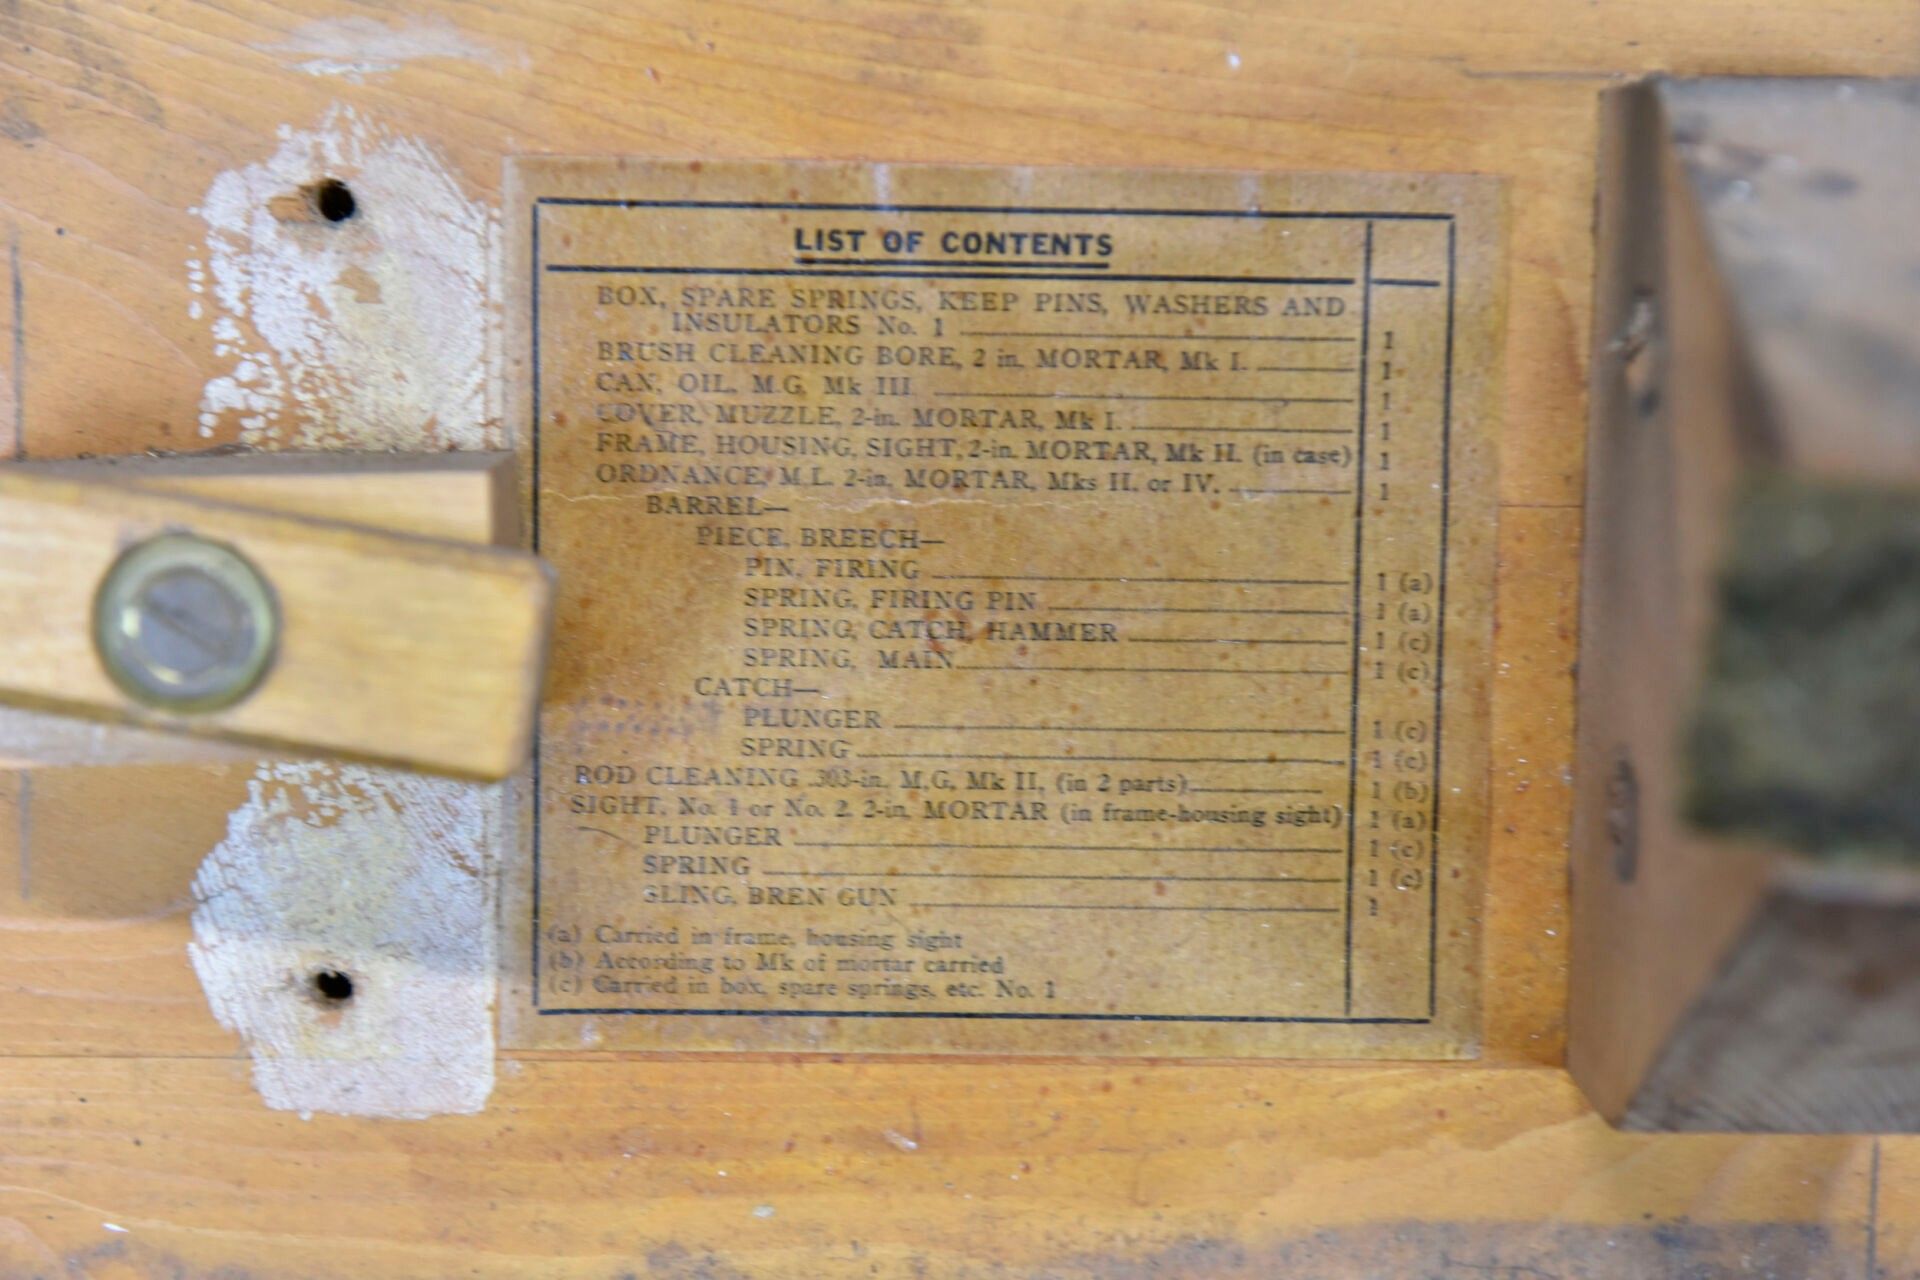 LIST OF CONTENTS
BOX, SPARE SPRINGS, KEEP PINS, WASHERS AND
INSULATORS No. 1 1
BRUSH CLEANING BORE, 2 in. MORTAR, Mk I. 1
CAN, OIL, M.G. Mk III 1
COVER, MUZZLE, 2-in. MORTAR, Mk I. 1
FRAME, HOUSING, SIGHT, 2-in. MORTAR, Mk II. (in case) 1
ORDNANCE, M.L. 2-in. MORTAR, Mks II. or IV. 1
BARREL—
PIECE, BREECH—
PIN, FIRING 1 (a)
SPRING, FIRING PIN 1 (a)
SPRING, CATCH, HAMMER 1 (c)
SPRING, MAIN 1 (c)
CATCH—
PLUNGER 1 (c)
SPRING 1 (c)
ROD CLEANING .303-in. M.G. Mk II, (in 2 parts) 1 (b)
SIGHT, No. 1 or No. 2. 2-in. MORTAR (in frame-housing sight) 1 (a)
PLUNGER 1 (c)
SPRING 1 (c)
SLING, BREN GUN 1
(a) Carried in frame, housing sight
(b) According to Mk of mortar carried
(c) Carried in box, spare springs, etc. No. 1